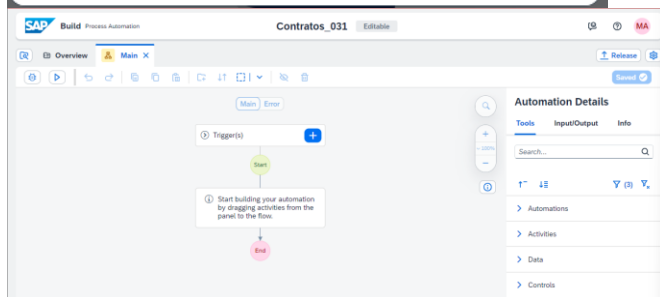 SAP Build Process Automation
Contratos_031 Editable
MA
Overview
Main
Release
Saved
Main Error
Trigger(s)
Start
Start building your automation
by dragging activities from the
panel to the flow.
End
100%
Automation Details
Tools Input/Output Info
Search...
(3)
Automations
Activities
Data
Controls